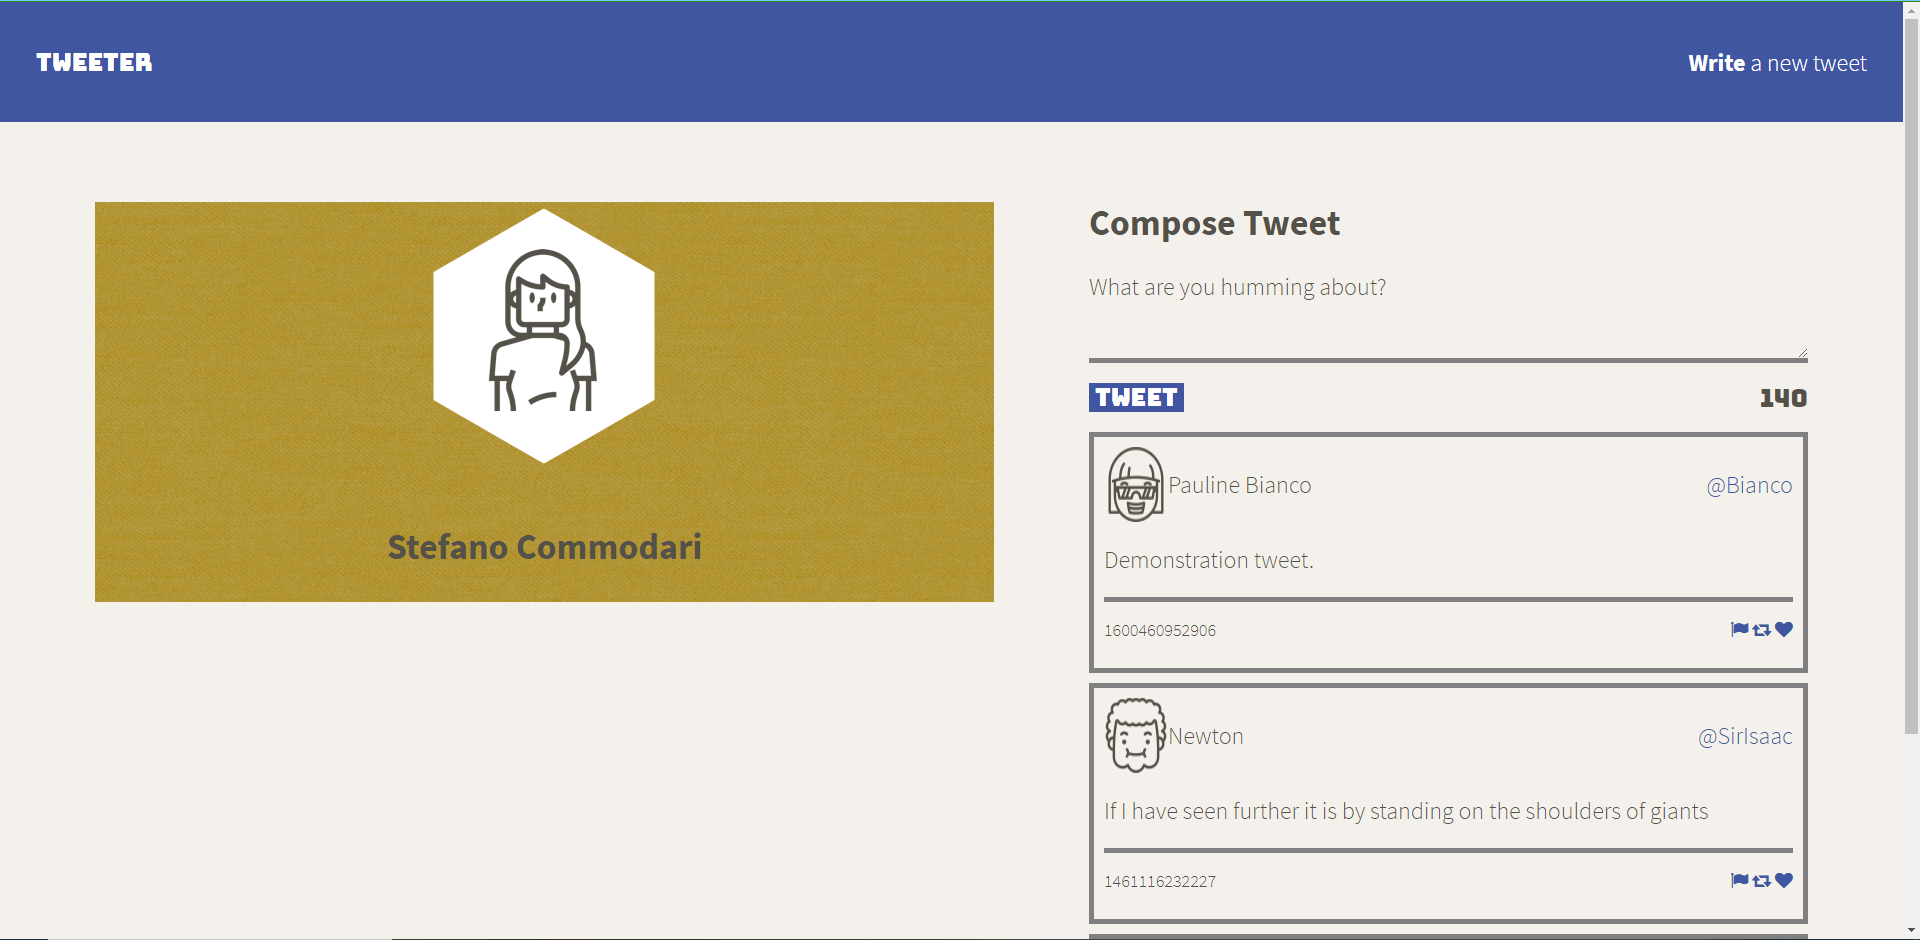 TWEETER
Write a new tweet
Stefano Commodari
Compose Tweet
What are you humming about?
TWEET
140
Pauline Bianco
@Bianco
Demonstration tweet.
1600460952906
Newton
@SirIsaac
If I have seen further it is by standing on the shoulders of giants
1461116232227